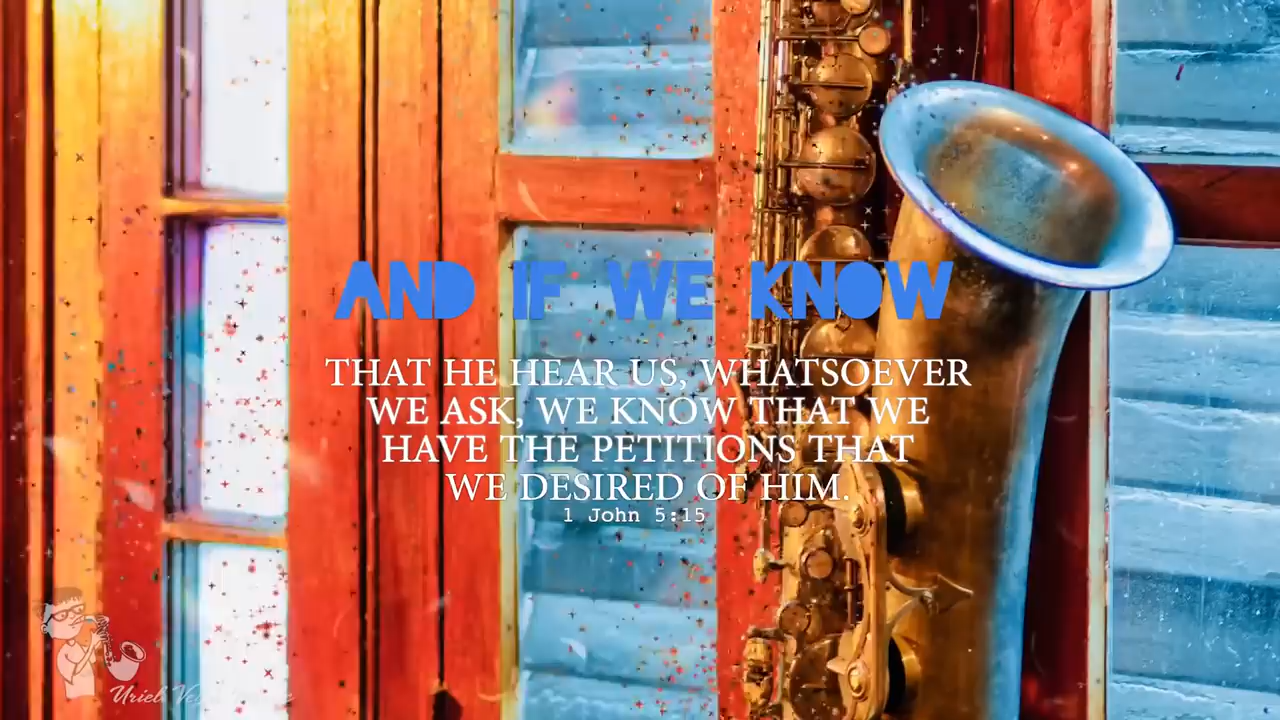 AND IF WE KNOW
THAT HE HEAR US, WHATSOEVER
WE ASK, WE KNOW THAT WE
HAVE THE PETITIONS THAT
WE DESIRED OF HIM.
1 John 5:15
Uriel